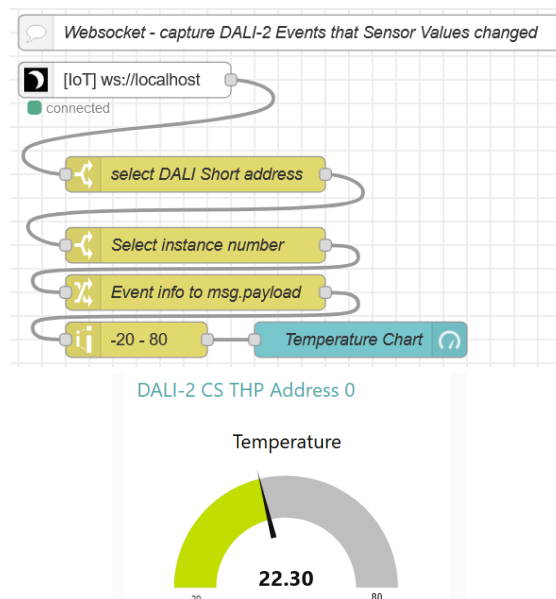 Websocket - capture DALI-2 Events that Sensor Values changed
[IoT] ws://localhost
connected
select DALI Short address
Select instance number
Event info to msg.payload
-20 - 80
Temperature Chart
DALI-2 CS THP Address 0
Temperature
22.30
-20
80